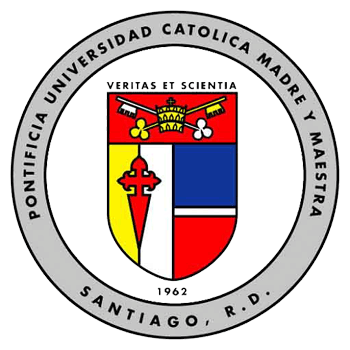 PONTIFICIA UNIVERSIDAD CATOLICA MADRE Y MAESTRA
VERITAS ET SCIENTIA
1962
SANTIAGO, R.D.